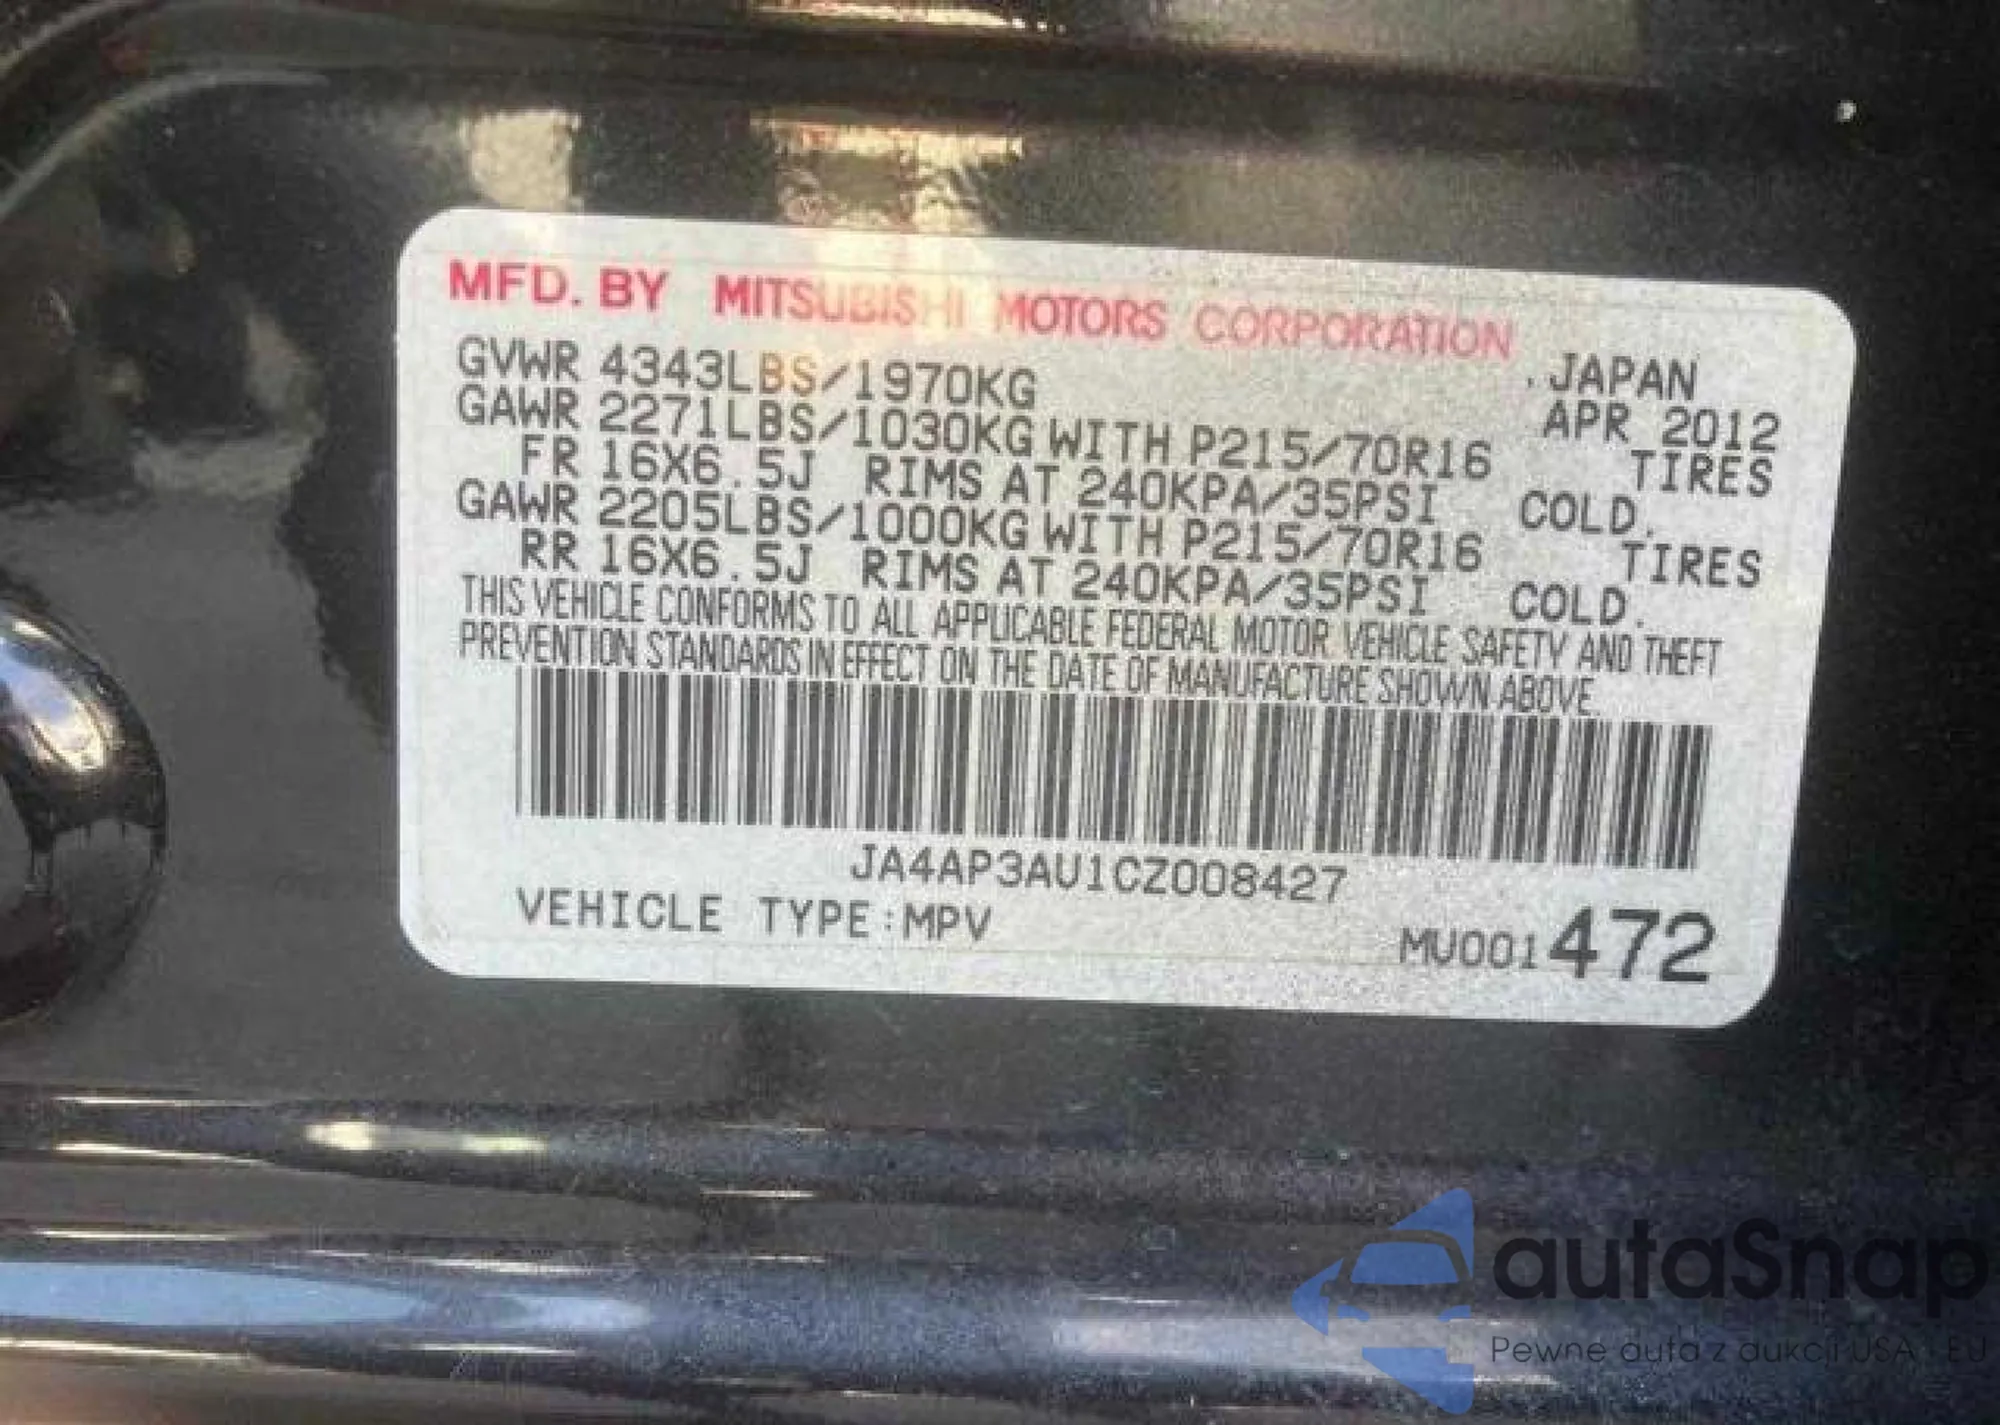 MFD. BY MITSUBISHI MOTORS CORPORATION
GVWR 4343LBS/1970KG JAPAN
GAWR 2271LBS/1030KG WITH P215/70R16 APR 2012
FR 16X6.5J RIMS AT 240KPA/35PSI TIRES
GAWR 2205LBS/1000KG WITH P215/70R16 COLD.
RR 16X6.5J RIMS AT 240KPA/35PSI TIRES
COLD.
THIS VEHICLE CONFORMS TO ALL APPLICABLE FEDERAL MOTOR VEHICLE SAFETY AND THEFT
PREVENTION STANDARDS IN EFFECT ON THE DATE OF MANUFACTURE SHOWN ABOVE.
JA4AP3AU1CZ008427
VEHICLE TYPE:MPV
MU001472
autaSnap
Pewne auta z aukcji USA i EU